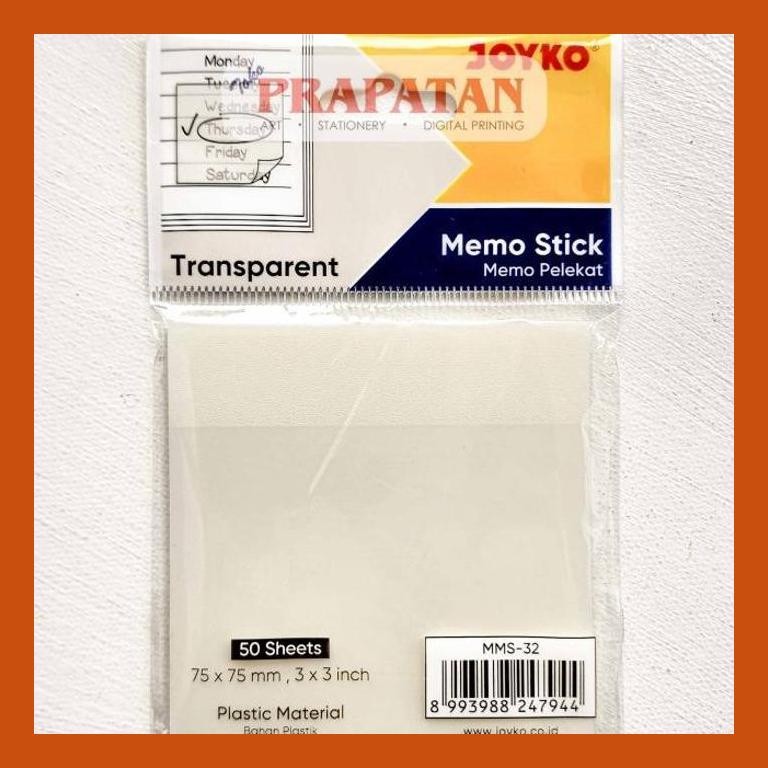 JOYKO®
Monday
Tuesday
Wednesday
Thursday
Friday
Saturday
PRAPATAN
ART • STATIONERY • DIGITAL PRINTING
Transparent
Memo Stick
Memo Pelekat
50 Sheets
75 x 75 mm , 3 x 3 inch
Plastic Material
Bahan Plastik
MMS-32
8 993988 247944
www.joyko.co.id